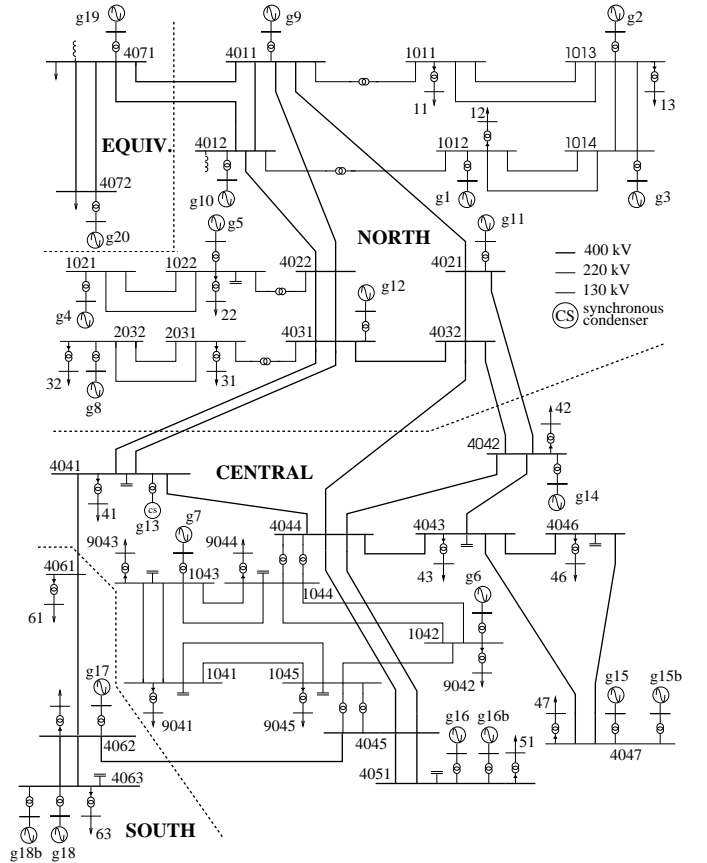 g19
g9
g2
4071
4011
1011
1013
11
12
13
EQUIV.
4012
1012
1014
4072
g10
g1
g3
g20
g5
g11
NORTH
1021
1022
4022
4021
g12
400 kV
220 kV
130 kV
CS synchronous
condenser
g4
22
2032
2031
4031
4032
32
g8
31
42
4042
4041
CENTRAL
41
cs
g13
g14
g7
4044
4043
4046
9043
9044
4061
1043
1044
43
46
g6
61
1042
1041
1045
9042
g17
g15
g15b
47
9041
9045
g16
g16b
51
4062
4045
4047
4063
4051
63
SOUTH
g18b
g18